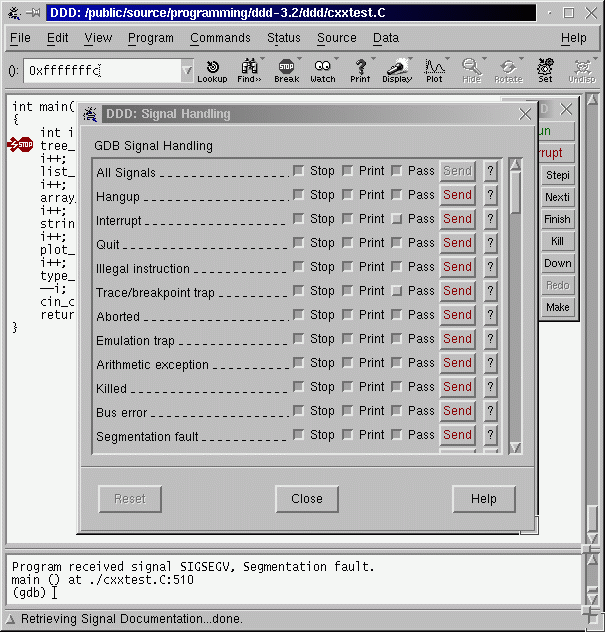 DDD: /public/source/programming/ddd-3.2/ddd/cxxtest.C
File Edit View Program Commands Status Source Data Help
(): 0xfffffffc
Lookup Find>> Break Watch Print Display Plot Hide Rotate Set Undisp
int main(
{
int i
tree_
i++;
list_
i++;
array
i++;
strin
i++;
plot_
i++;
type_
--i;
cin_c
retur
}
STOP
DDD: Signal Handling
GDB Signal Handling
All Signals Stop Print Pass Send ?
Hangup Stop Print Pass Send ?
Interrupt Stop Print Pass Send ?
Quit Stop Print Pass Send ?
Illegal instruction Stop Print Pass Send ?
Trace/breakpoint trap Stop Print Pass Send ?
Aborted Stop Print Pass Send ?
Emulation trap Stop Print Pass Send ?
Arithmetic exception Stop Print Pass Send ?
Killed Stop Print Pass Send ?
Bus error Stop Print Pass Send ?
Segmentation fault Stop Print Pass Send ?
Reset Close Help
D
un
rrupt
Stepi
Nexti
Finish
Kill
Down
Redo
Make
Program received signal SIGSEGV, Segmentation fault.
main () at ./cxxtest.C:510
(gdb)
Retrieving Signal Documentation...done.